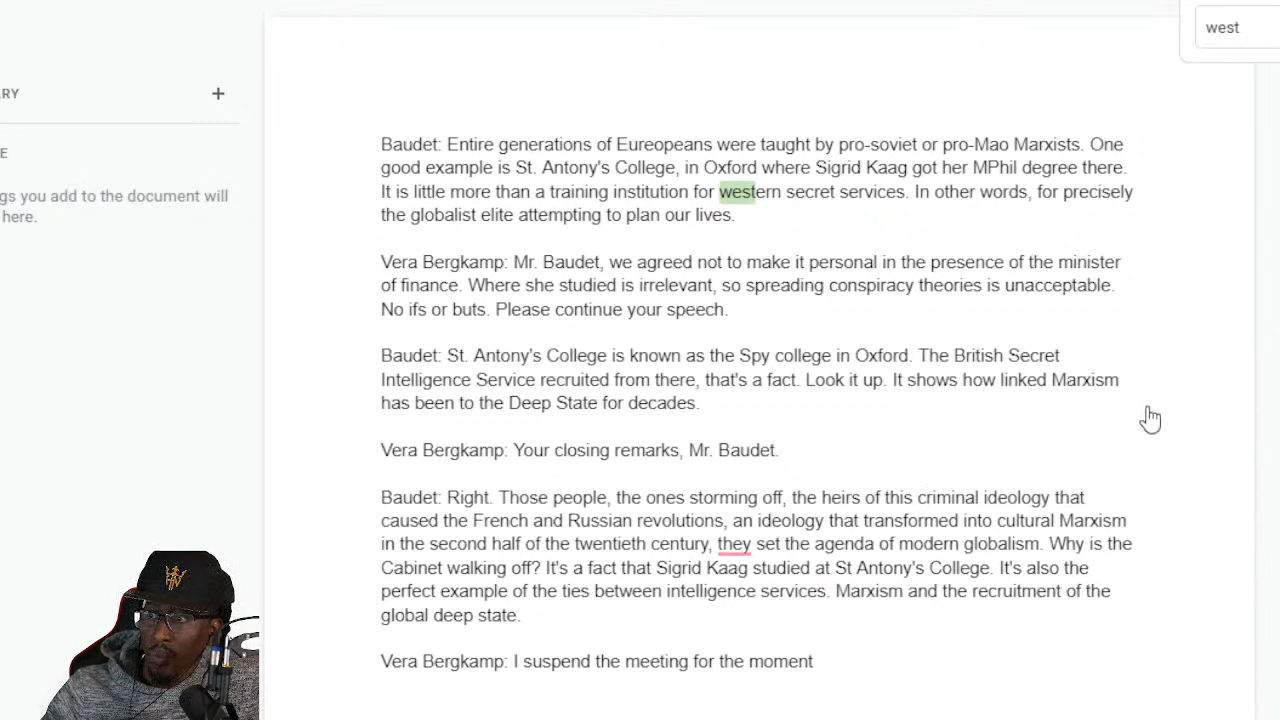 west
RY
E
gs you add to the document will
here.
Baudet: Entire generations of Eureopeans were taught by pro-soviet or pro-Mao Marxists. One
good example is St. Antony's College, in Oxford where Sigrid Kaag got her MPhil degree there.
It is little more than a training institution for western secret services. In other words, for precisely
the globalist elite attempting to plan our lives.
Vera Bergkamp: Mr. Baudet, we agreed not to make it personal in the presence of the minister
of finance. Where she studied is irrelevant, so spreading conspiracy theories is unacceptable.
No ifs or buts. Please continue your speech.
Baudet: St. Antony's College is known as the Spy college in Oxford. The British Secret
Intelligence Service recruited from there, that's a fact. Look it up. It shows how linked Marxism
has been to the Deep State for decades.
Vera Bergkamp: Your closing remarks, Mr. Baudet.
Baudet: Right. Those people, the ones storming off, the heirs of this criminal ideology that
caused the French and Russian revolutions, an ideology that transformed into cultural Marxism
in the second half of the twentieth century, they set the agenda of modern globalism. Why is the
Cabinet walking off? It's a fact that Sigrid Kaag studied at St Antony's College. It's also the
perfect example of the ties between intelligence services. Marxism and the recruitment of the
global deep state.
Vera Bergkamp: I suspend the meeting for the moment